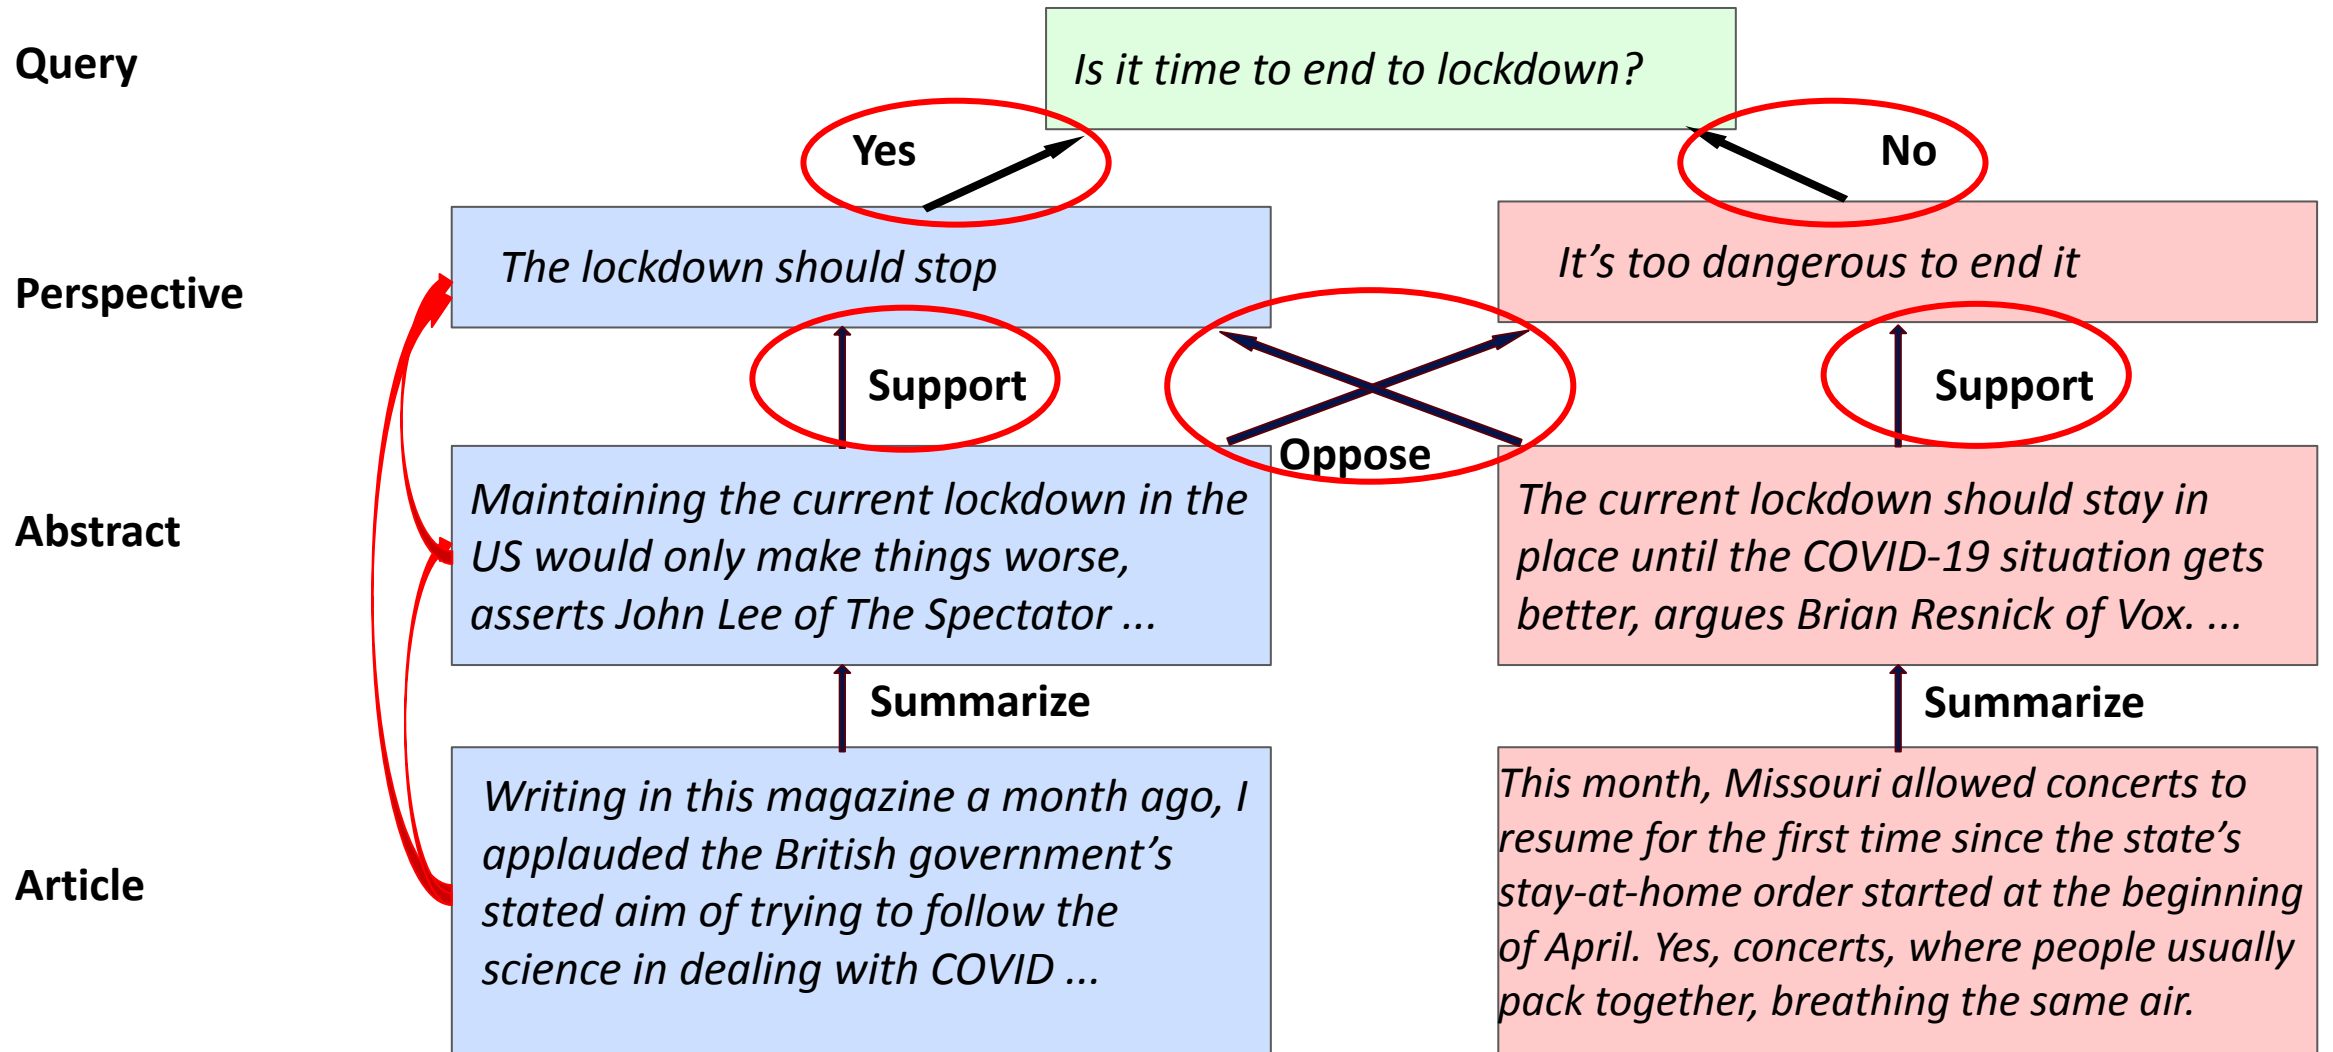 Query
Is it time to end to lockdown?
Yes
No
Perspective
The lockdown should stop
It's too dangerous to end it
Support
Oppose
Support
Abstract
Maintaining the current lockdown in the
US would only make things worse,
asserts John Lee of The Spectator ...
The current lockdown should stay in
place until the COVID-19 situation gets
better, argues Brian Resnick of Vox. ...
Summarize
Summarize
Article
Writing in this magazine a month ago, I
applauded the British government's
stated aim of trying to follow the
science in dealing with COVID ...
This month, Missouri allowed concerts to
resume for the first time since the state's
stay-at-home order started at the beginning
of April. Yes, concerts, where people usually
pack together, breathing the same air.